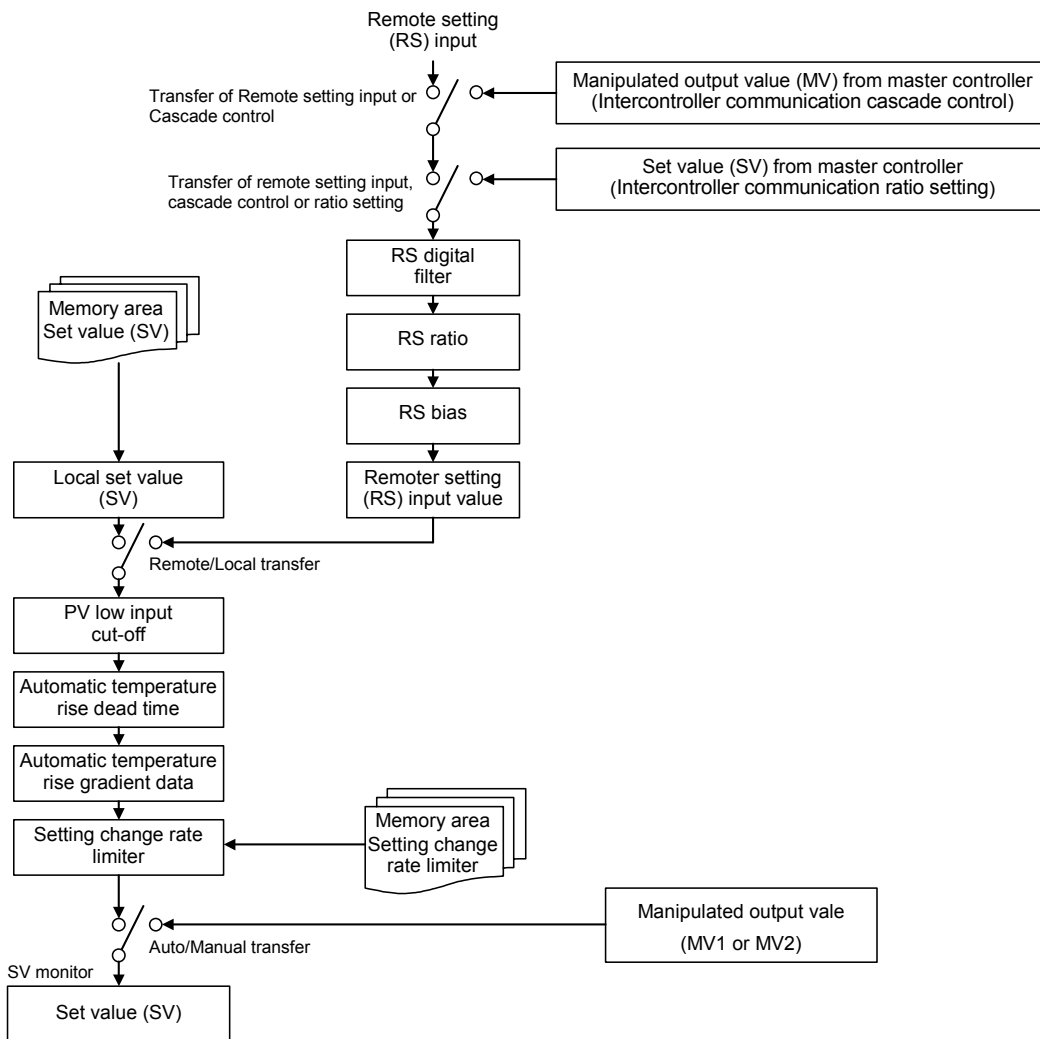 Remote setting
(RS) input
Transfer of Remote setting input or
Cascade control
Manipulated output value (MV) from master controller
(Intercontroller communication cascade control)
Transfer of remote setting input,
cascade control or ratio setting
Set value (SV) from master controller
(Intercontroller communication ratio setting)
RS digital
filter
Memory area
Set value (SV)
RS ratio
RS bias
Local set value
(SV)
Remoter setting
(RS) input value
Remote/Local transfer
PV low input
cut-off
Automatic temperature
rise dead time
Automatic temperature
rise gradient data
Setting change rate
limiter
Memory area
Setting change
rate limiter
Auto/Manual transfer
Manipulated output vale
(MV1 or MV2)
SV monitor
Set value (SV)